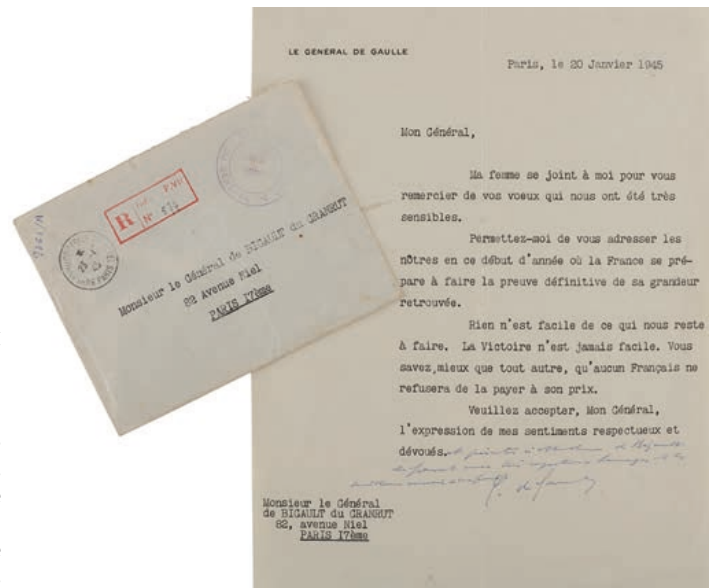 LE GENERAL DE GAULLE
Paris, le 20 Janvier 1945
Mon Général,
Ma femme se joint à moi pour vous
remercier de vos voeux qui nous ont été très
sensibles.
Permettez-moi de vous adresser les
nôtres en ce début d'année où la France se pré-
pare à faire la preuve définitive de sa grandeur
retrouvée.
Rien n'est facile de ce qui nous reste
à faire. La Victoire n'est jamais facile. Vous
savez,mieux que tout autre, qu'aucun Français ne
refusera de la payer à son prix.
Veuillez accepter, Mon Général,
l'expression de mes sentiments respectueux et
dévoués.
Monsieur le Général
de BIGAULT du GRANRUT
82, avenue Niel
PARIS I7ème
R
N°
Monsieur le Général de BIGAULT du GRANRUT
82 Avenue Niel
PARIS I7ème